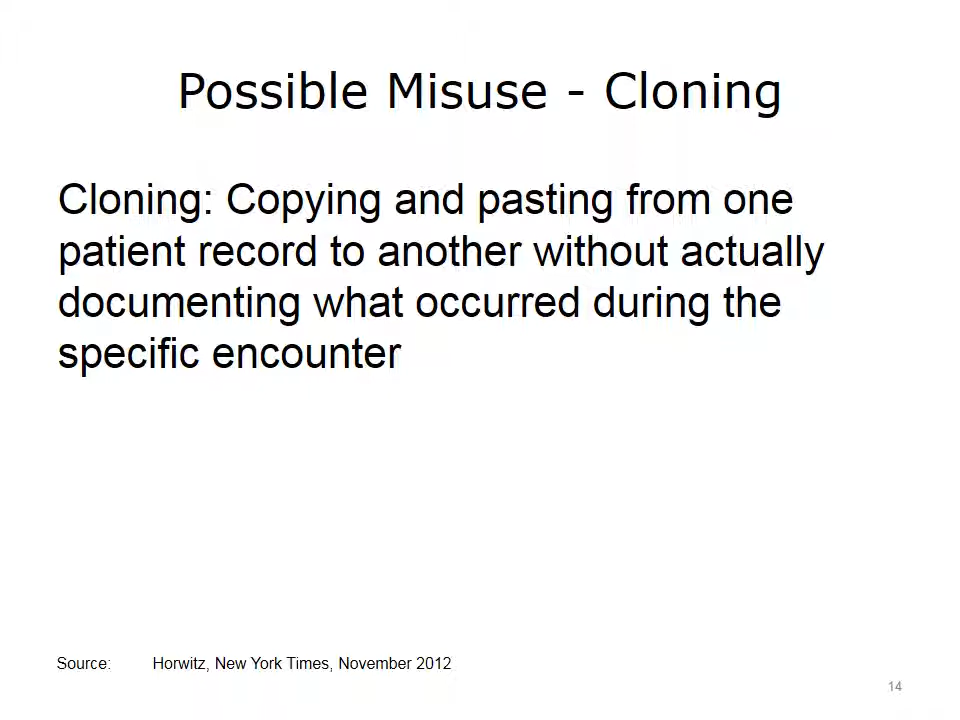 Possible Misuse - Cloning
Cloning: Copying and pasting from one
patient record to another without actually
documenting what occurred during the
specific encounter
Source: Horwitz, New York Times, November 2012
14